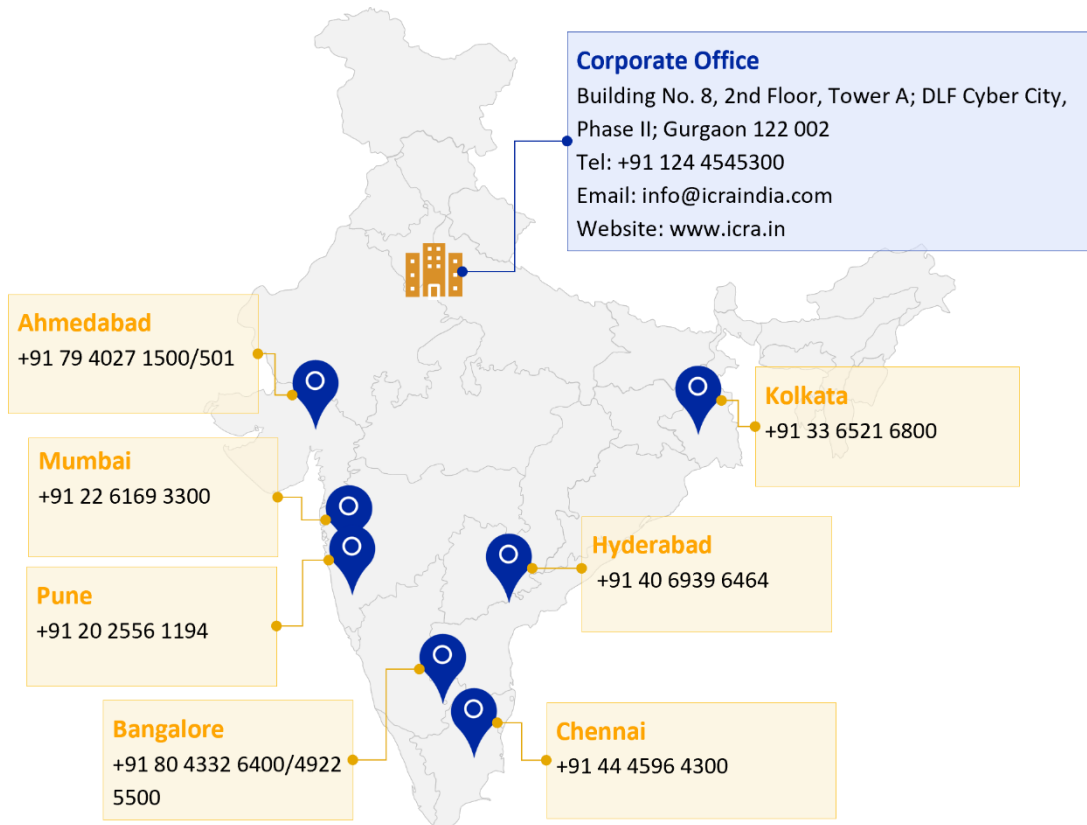 Corporate Office
Building No. 8, 2nd Floor, Tower A; DLF Cyber City,
Phase II; Gurgaon 122 002
Tel: +91 124 4545300
Email: info@icraindia.com
Website: www.icra.in
Ahmedabad
+91 79 4027 1500/501
Kolkata
+91 33 6521 6800
Mumbai
+91 22 6169 3300
Hyderabad
+91 40 6939 6464
Pune
+91 20 2556 1194
Bangalore
+91 80 4332 6400/4922
5500
Chennai
+91 44 4596 4300